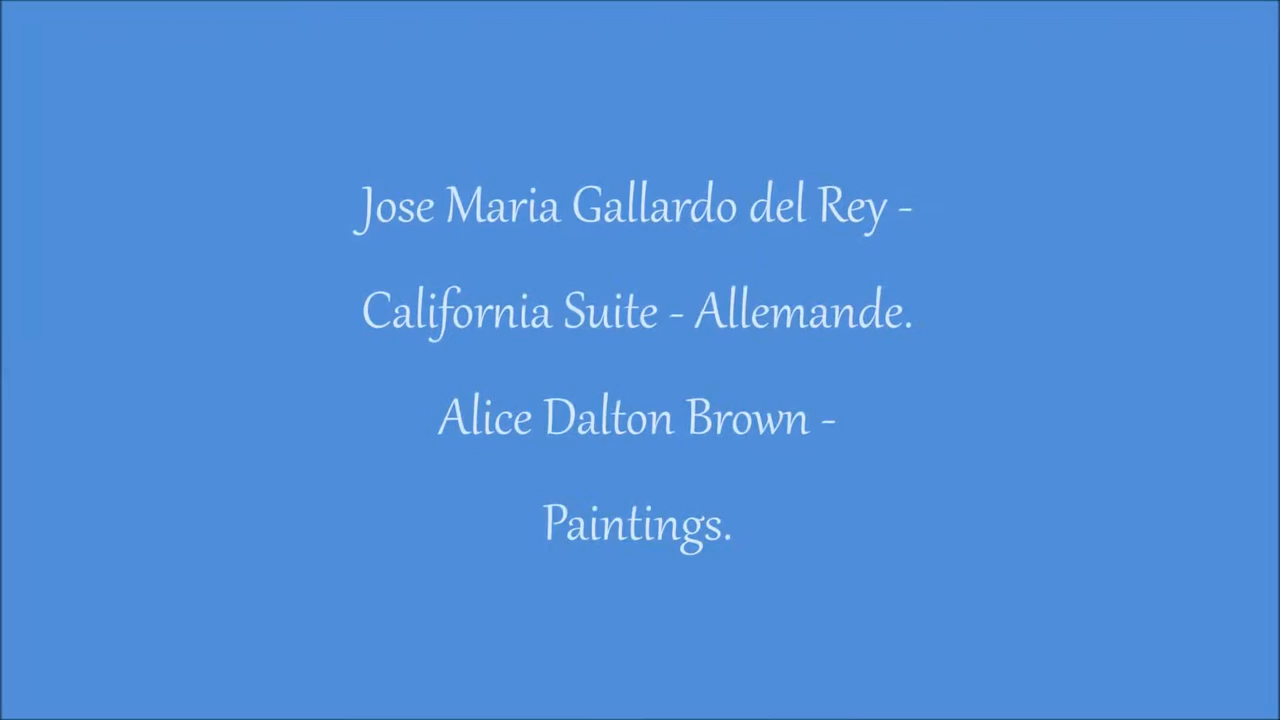 Jose Maria Gallardo del Rey -
California Suite - Allemande.
Alice Dalton Brown -
Paintings.